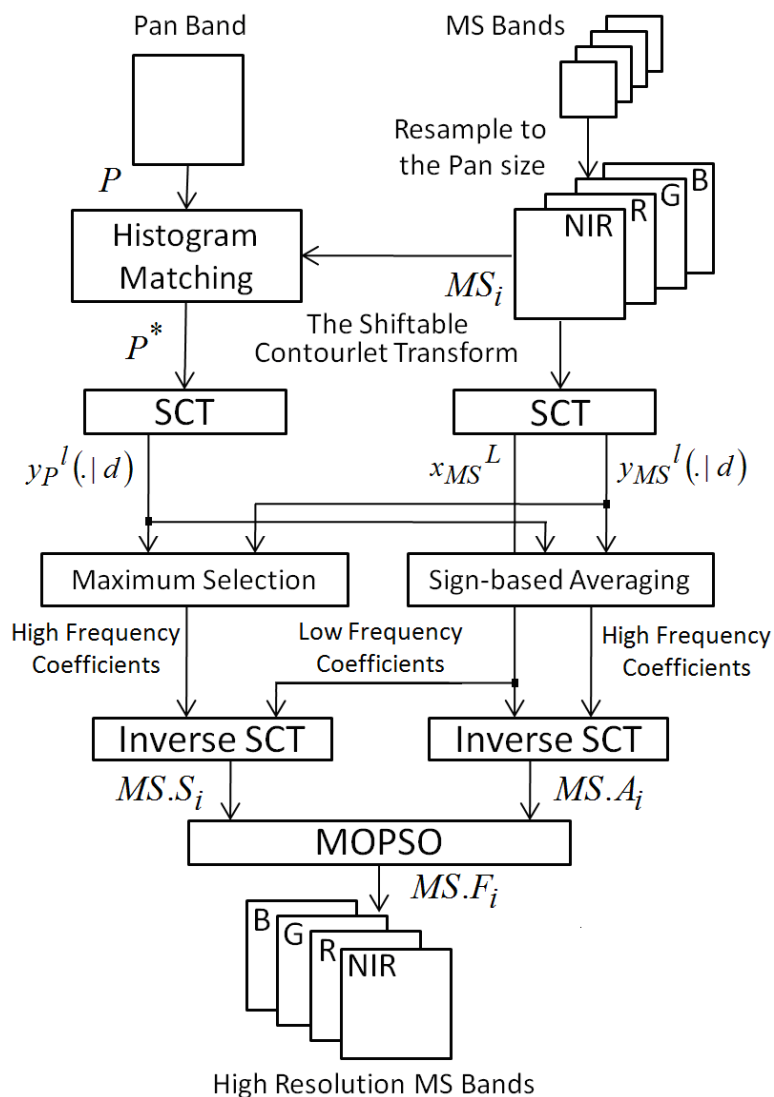 Pan Band
MS Bands
Resample to
the Pan size
P
B
G
R
NIR
Histogram
Matching
MS_i
P*
The Shiftable
Contourlet Transform
SCT
SCT
y_P^l(.|d)
x_MS^L
y_MS^l(.|d)
Maximum Selection
Sign-based Averaging
High Frequency
Coefficients
Low Frequency
Coefficients
High Frequency
Coefficients
Inverse SCT
Inverse SCT
MS.S_i
MS.A_i
MOPSO
MS.F_i
B
G
R
NIR
High Resolution MS Bands